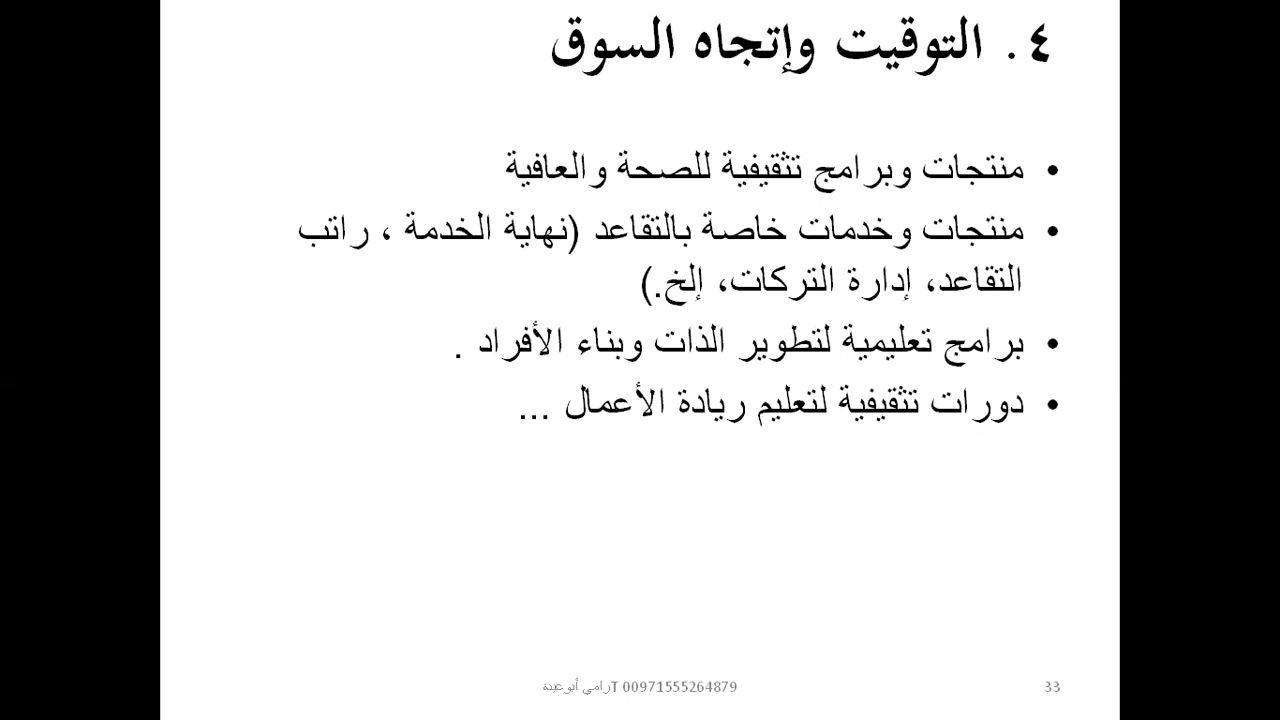 ٤. التوقيت وإتجاه السوق
• منتجات وبرامج تثقيفية للصحة والعافية
• منتجات وخدمات خاصة بالتقاعد (نهاية الخدمة ، راتب
التقاعد، إدارة التركات، إلخ.)
• برامج تعليمية لتطوير الذات وبناء الأفراد .
• دورات تثقيفية لتعليم ريادة الأعمال ...
رامي أبوعبدة T 00971555264879
33